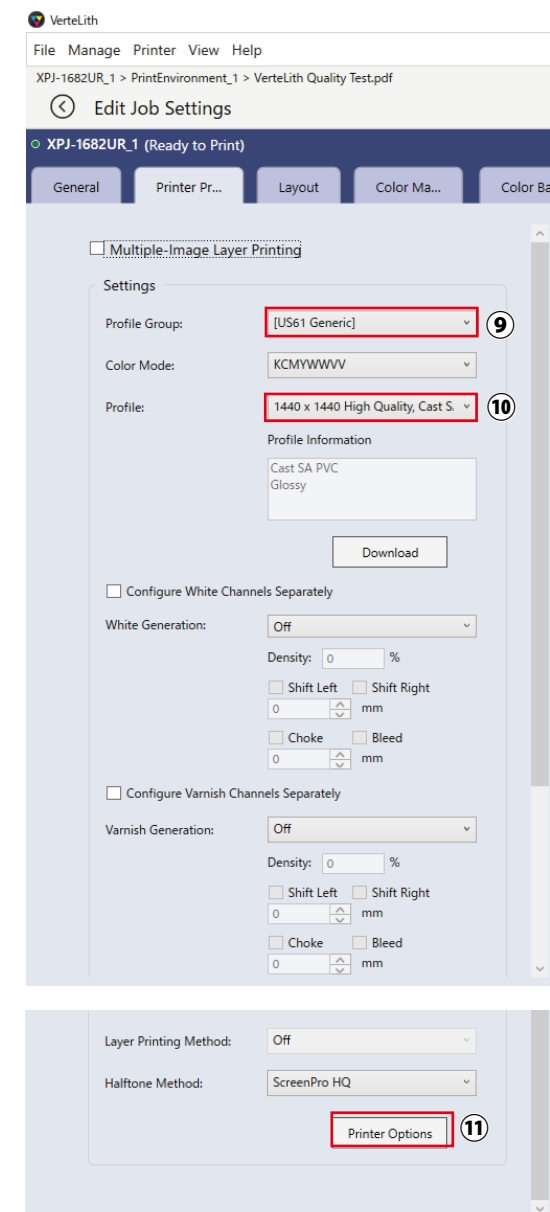 VerteLith
File Manage Printer View Help
XPJ-1682UR_1 > PrintEnvironment_1 > VerteLith Quality Test.pdf
Edit Job Settings
XPJ-1682UR_1 (Ready to Print)
General Printer Pr... Layout Color Ma... Color Ba
Multiple-Image Layer Printing
Settings
Profile Group: [US61 Generic] ⑨
Color Mode: KCMYWWVV
Profile: 1440 x 1440 High Quality, Cast S. ⑩
Profile Information
Cast SA PVC
Glossy
Download
Configure White Channels Separately
White Generation: Off
Density: 0 %
Shift Left Shift Right
0 mm
Choke Bleed
0 mm
Configure Varnish Channels Separately
Varnish Generation: Off
Density: 0 %
Shift Left Shift Right
0 mm
Choke Bleed
0 mm
Layer Printing Method: Off
Halftone Method: ScreenPro HQ
Printer Options ⑪